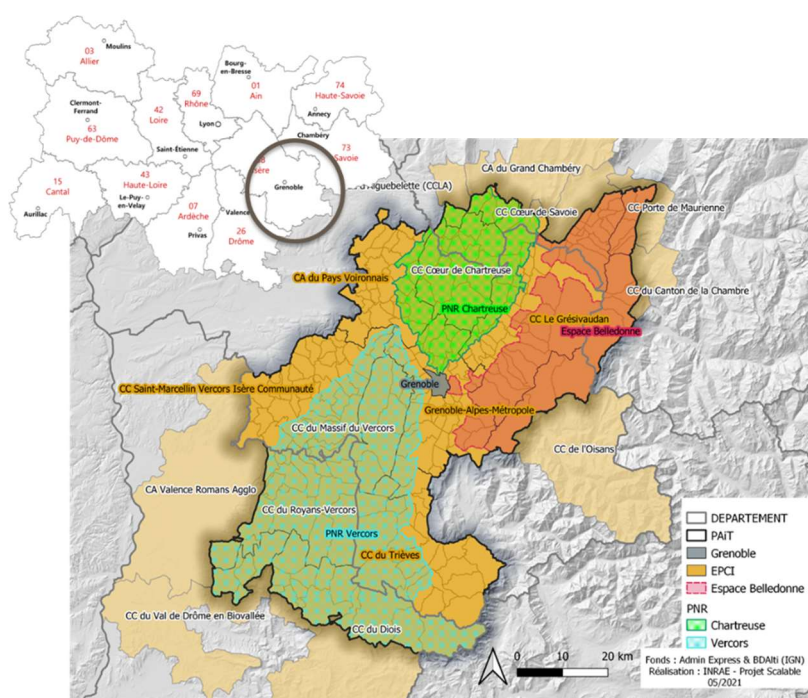 03
Allier
Moulins
Bourg-
en-Bresse
01
Ain
74
Haute-Savoie
Annecy
69
Rhône
Clermont-
Ferrand
63
Puy-de-Dôme
42
Loire
Lyon
Chambéry
73
Savoie
Saint-Étienne
15
Cantal
Aurillac
43
Haute-Loire
Le-Puy-
en-Velay
07
Ardèche
Privas
Valence
26
Drôme
Grenoble
CA du Grand Chambéry
(CCLA)
CC Cœur de Savoie
CC Porte de Maurienne
CC Cœur de Chartreuse
CA du Pays Voironnais
CC du Canton de la Chambre
PNR Chartreuse
CC Le Grésivaudan
Espace Belledonne
Grenoble
CC Saint-Marcellin Vercors Isère Communauté
Grenoble-Alpes-Métropole
CC du Massif du Vercors
CC de l'Oisans
CA Valence Romans Agglo
CC du Royans-Vercors
PNR Vercors
CC du Trièves
CC du Val de Drôme en Biovallée
CC du Diois
DEPARTEMENT
PAiT
Grenoble
EPCI
Espace Belledonne
PNR
Chartreuse
Vercors
0 10 20 km
Fonds : Admin Express & BDAlti (IGN)
Réalisation : INRAE - Projet Scalable
05/2021